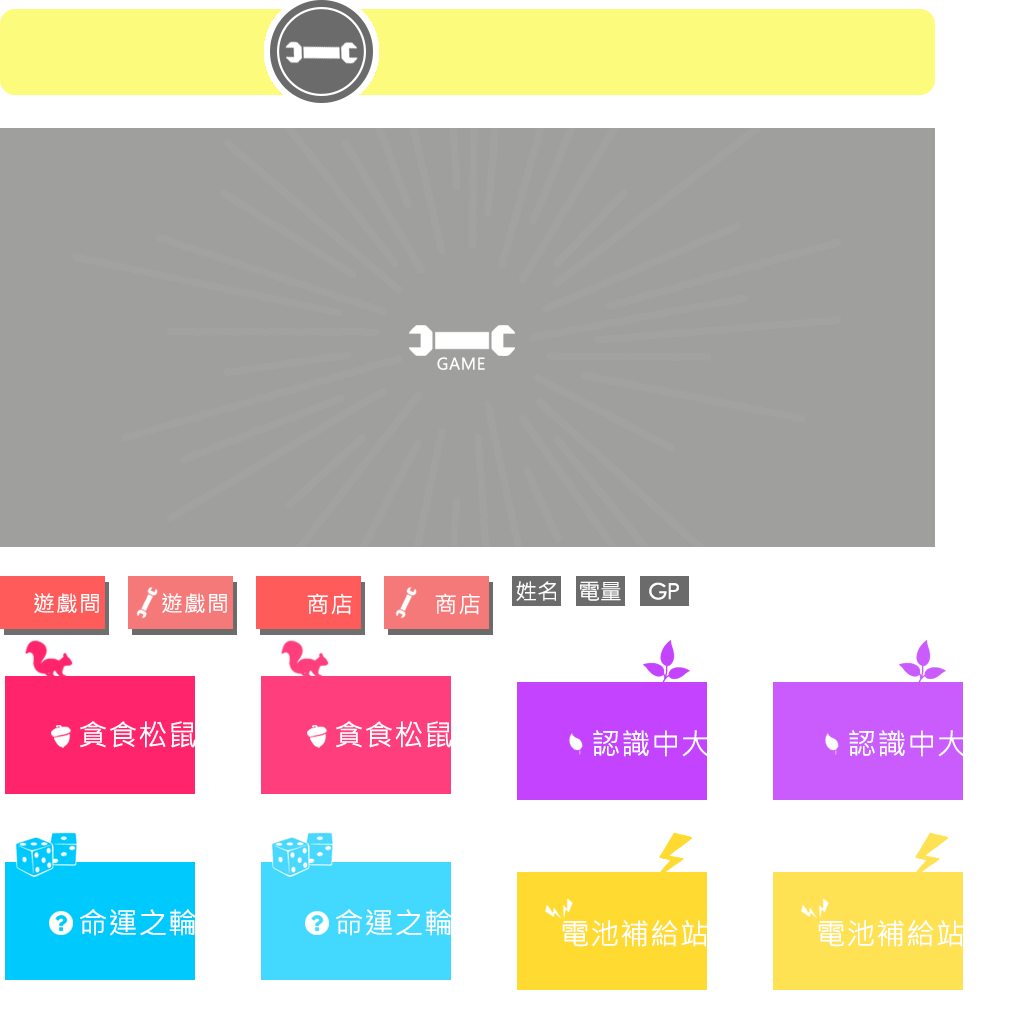 GAME
遊戲間
遊戲間
商店
商店
姓名
電量
GP
貪食松鼠
貪食松鼠
認識中大
認識中大
?
命運之輪
?
命運之輪
電池補給站
電池補給站